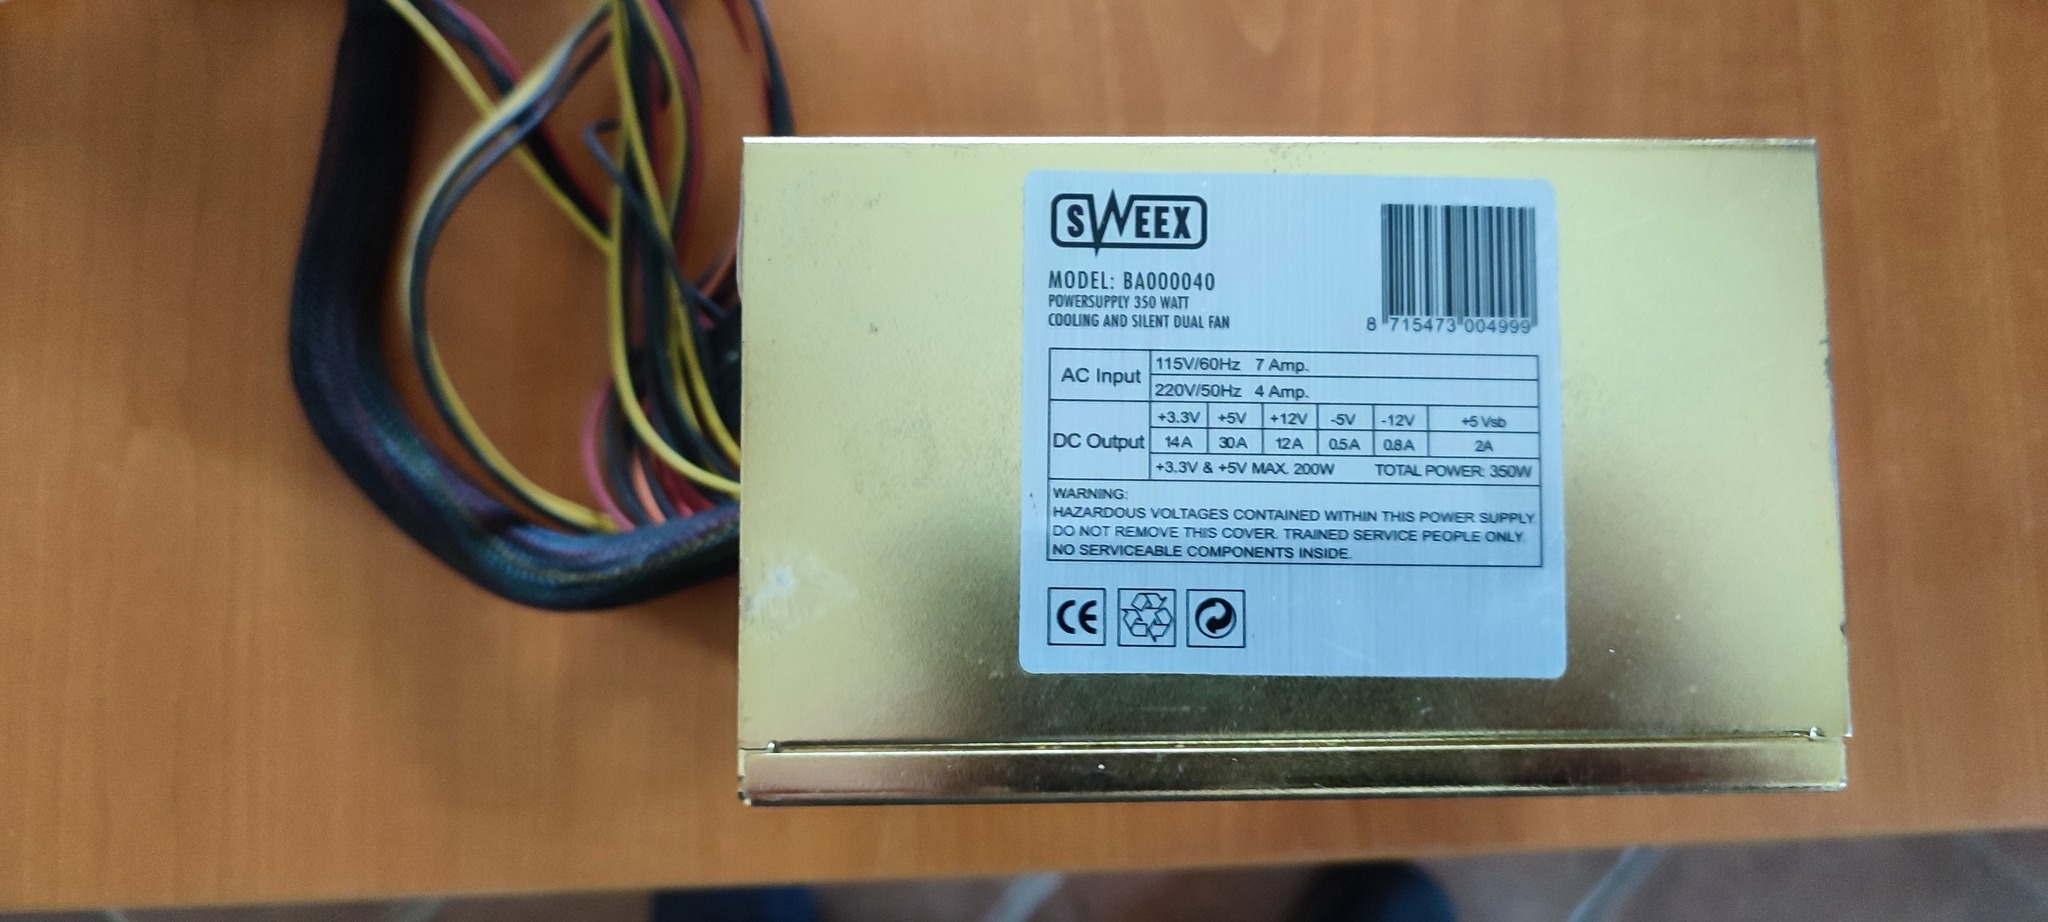 SWEEX
MODEL: BA000040
POWERSUPPLY 350 WATT
COOLING AND SILENT DUAL FAN
8 715473 004999
AC Input
115V/60Hz 7 Amp.
220V/50Hz 4 Amp.
DC Output
+3.3V +5V +12V -5V -12V +5 Vsb
14A 30A 12A 0.5A 0.8A 2A
+3.3V & +5V MAX. 200W TOTAL POWER: 350W
WARNING:
HAZARDOUS VOLTAGES CONTAINED WITHIN THIS POWER SUPPLY.
DO NOT REMOVE THIS COVER. TRAINED SERVICE PEOPLE ONLY.
NO SERVICEABLE COMPONENTS INSIDE.
CE